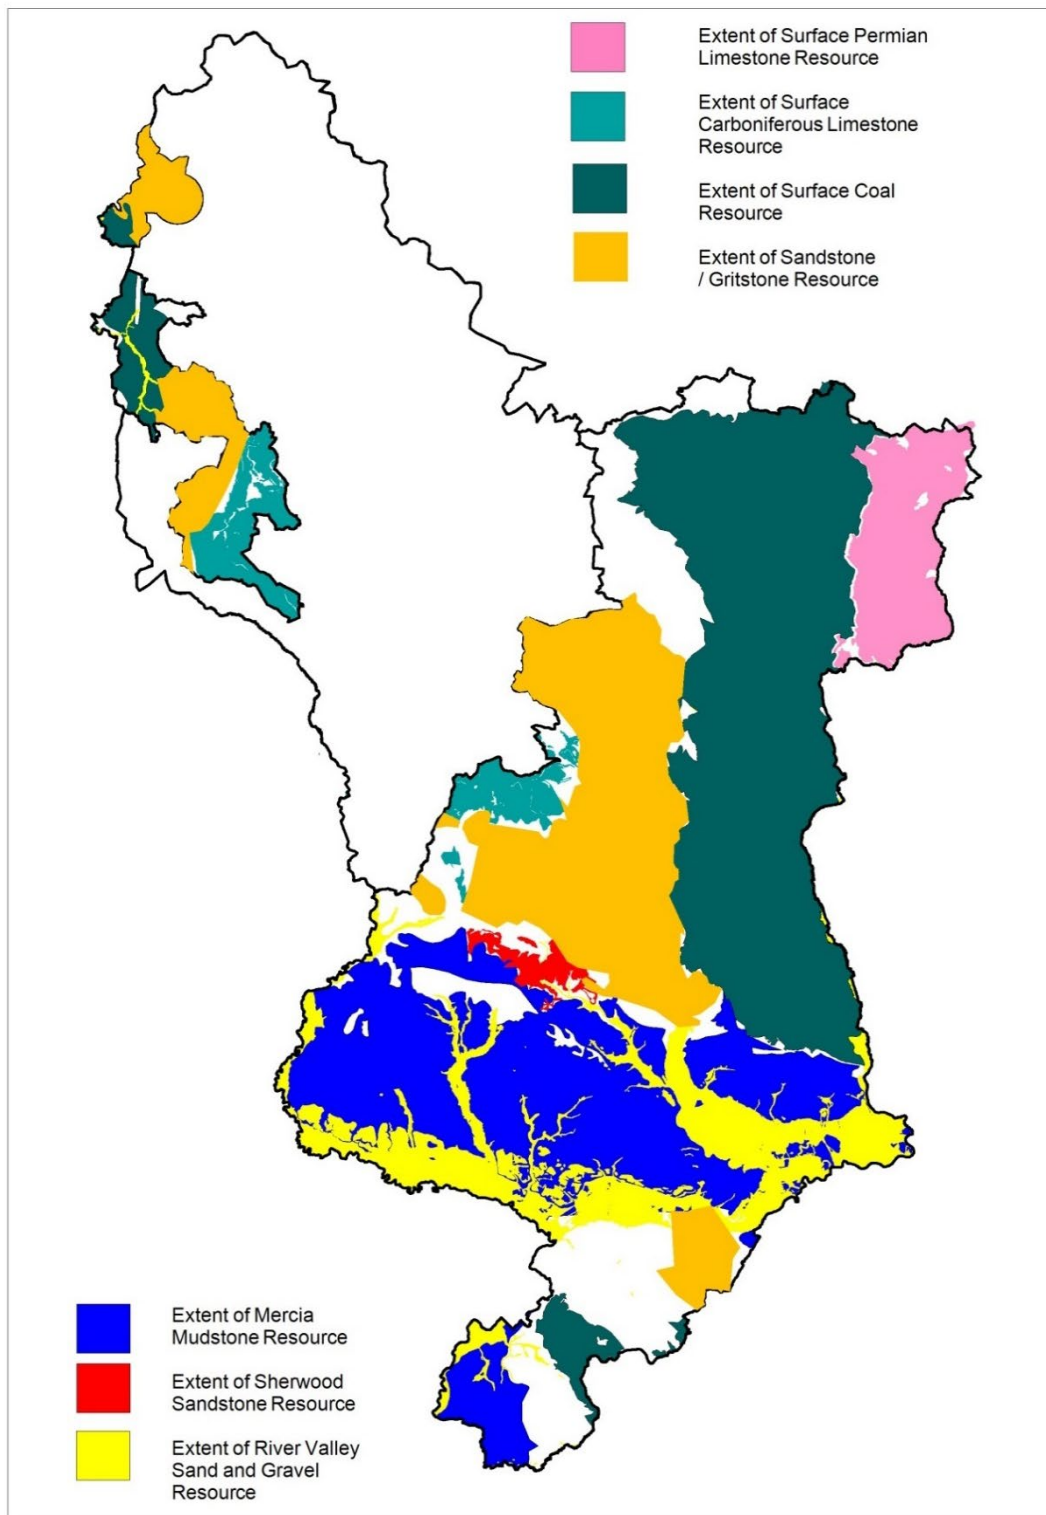 Extent of Surface Permian
Limestone Resource
Extent of Surface
Carboniferous Limestone
Resource
Extent of Surface Coal
Resource
Extent of Sandstone
/ Gritstone Resource
Extent of Mercia
Mudstone Resource
Extent of Sherwood
Sandstone Resource
Extent of River Valley
Sand and Gravel
Resource